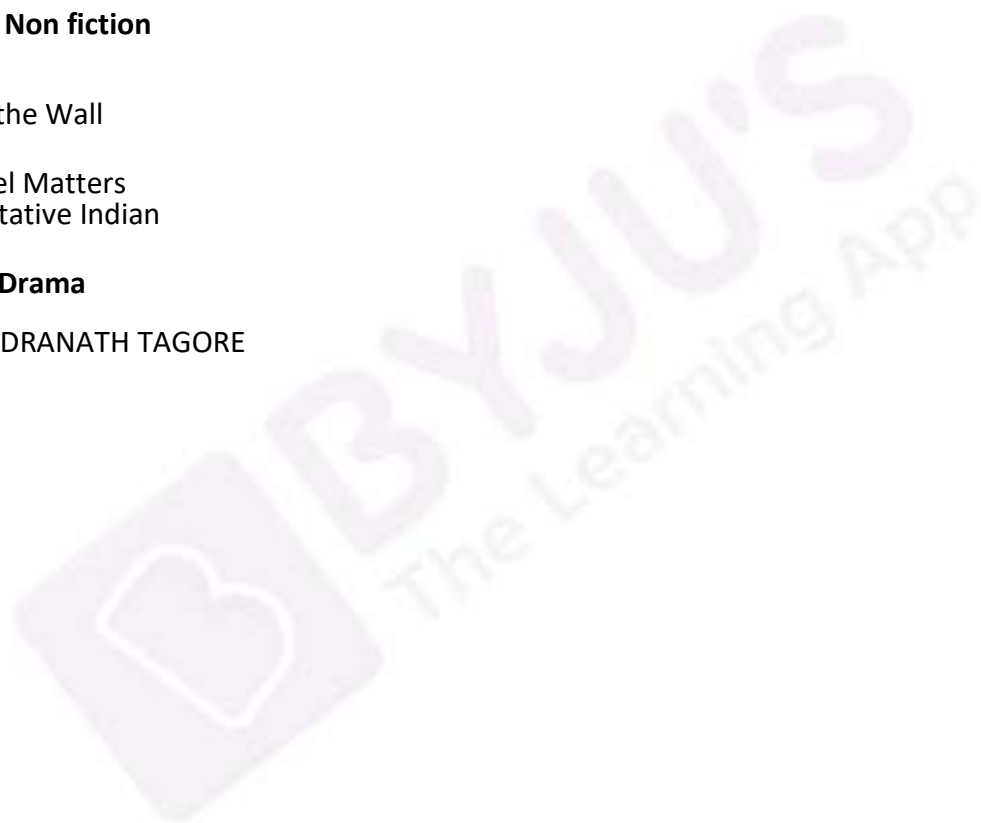 Non fiction
the Wall
el Matters
tative Indian
Drama
DRANATH TAGORE
BYJU'S
The Learning App